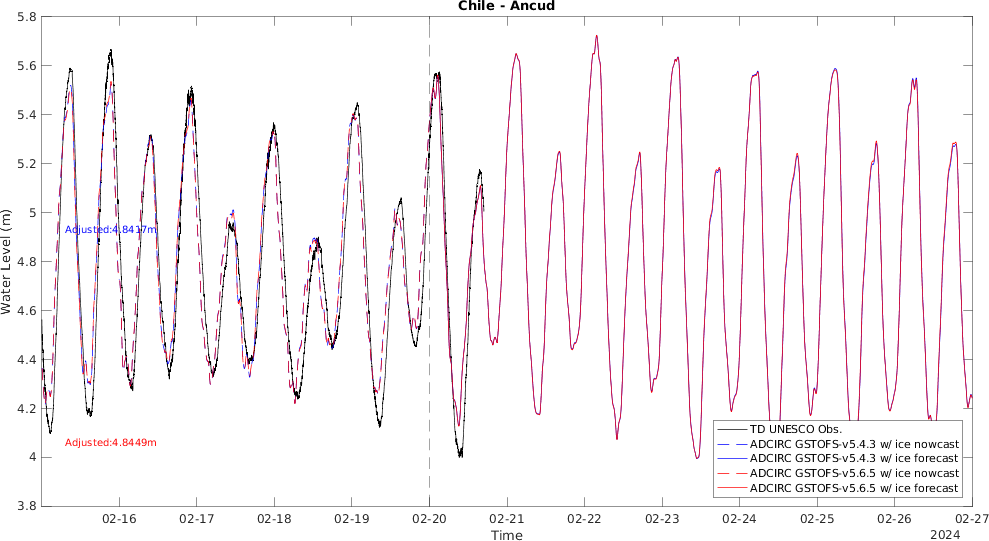 Chile - Ancud
5.8
5.6
5.4
5.2
5
4.8
4.6
4.4
4.2
4
3.8
Water Level (m)
Adjusted:4.8417m
Adjusted:4.8449m
TD UNESCO Obs.
ADCIRC GSTOFS-v5.4.3 w/ ice nowcast
ADCIRC GSTOFS-v5.4.3 w/ ice forecast
ADCIRC GSTOFS-v5.6.5 w/ ice nowcast
ADCIRC GSTOFS-v5.6.5 w/ ice forecast
02-16 02-17 02-18 02-19 02-20 02-21 02-22 02-23 02-24 02-25 02-26 02-27
Time
2024